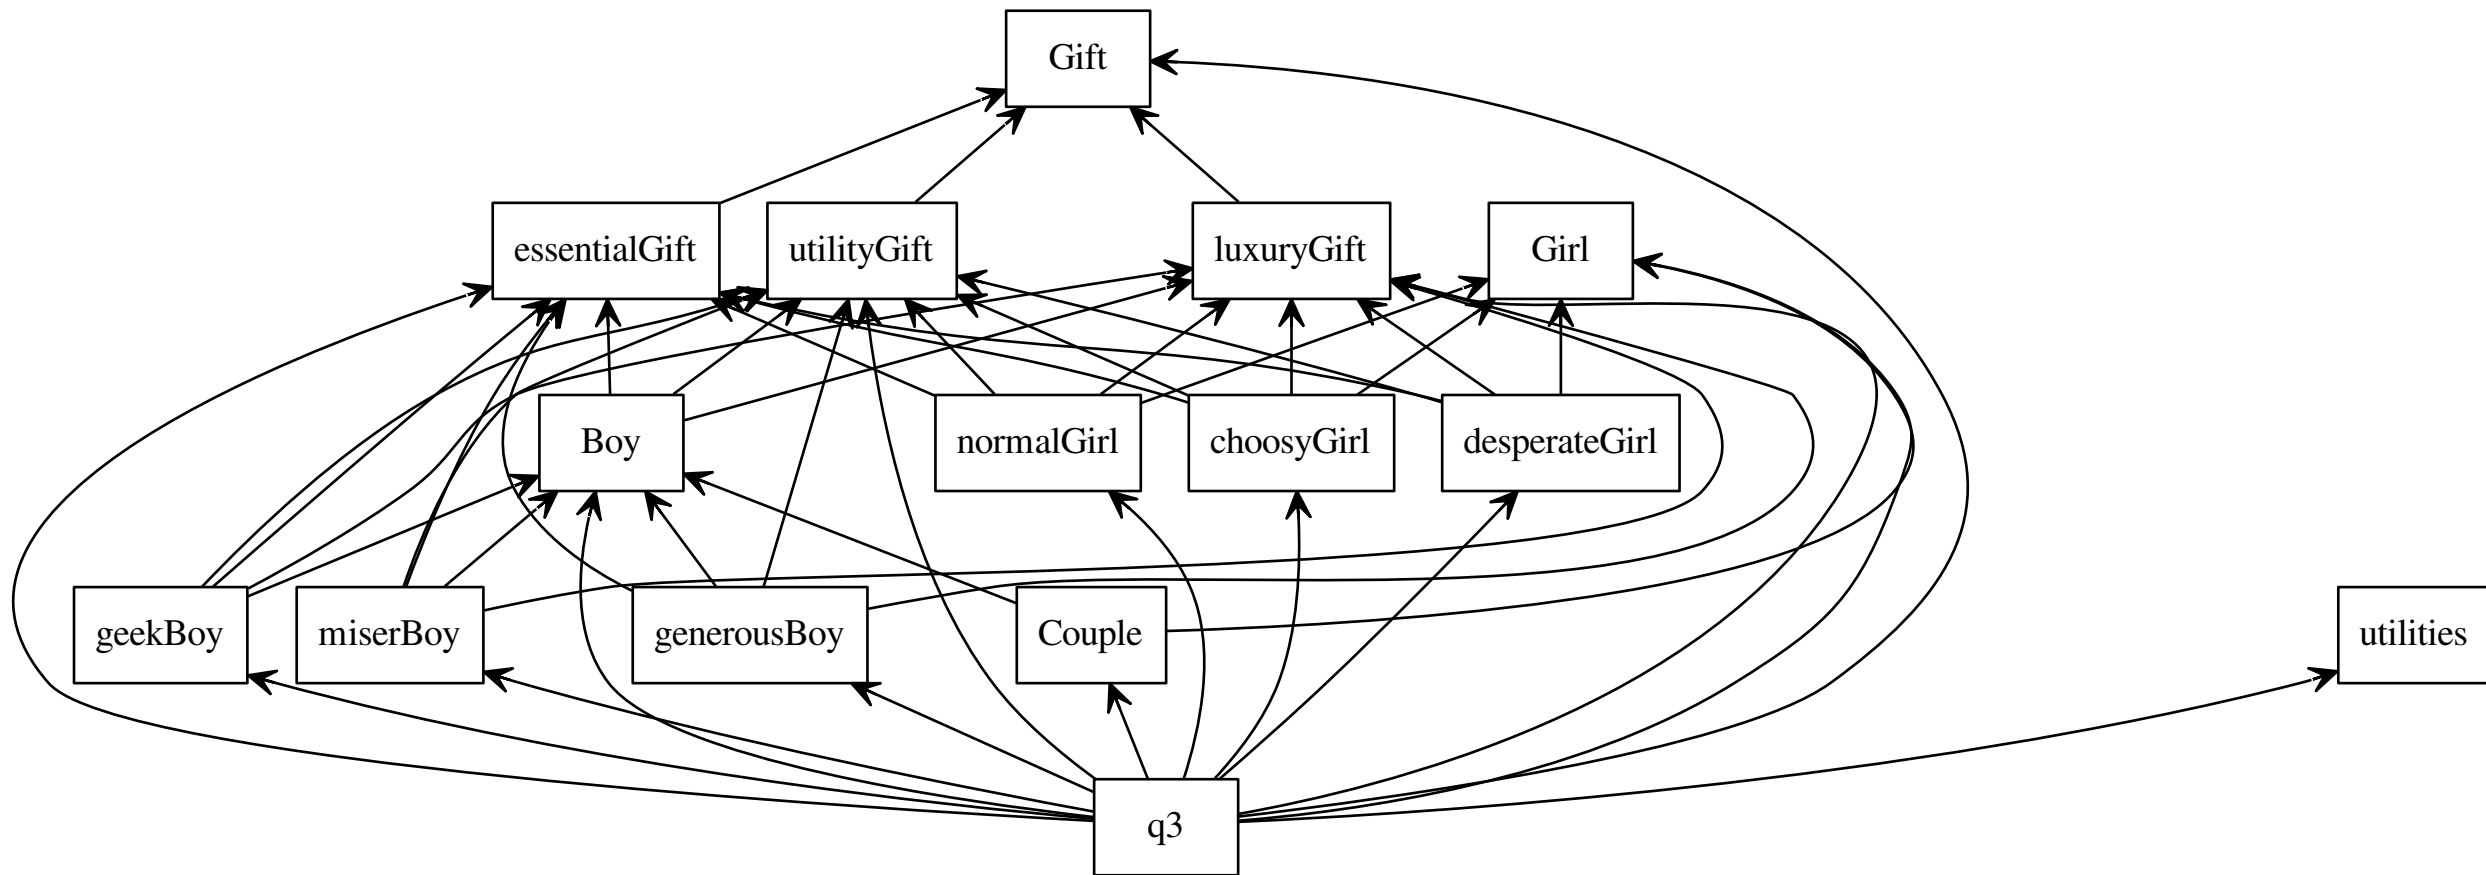 Gift
essentialGift
utilityGift
luxuryGift
Girl
Boy
normalGirl
choosyGirl
desperateGirl
geekBoy
miserBoy
generousBoy
Couple
utilities
q3